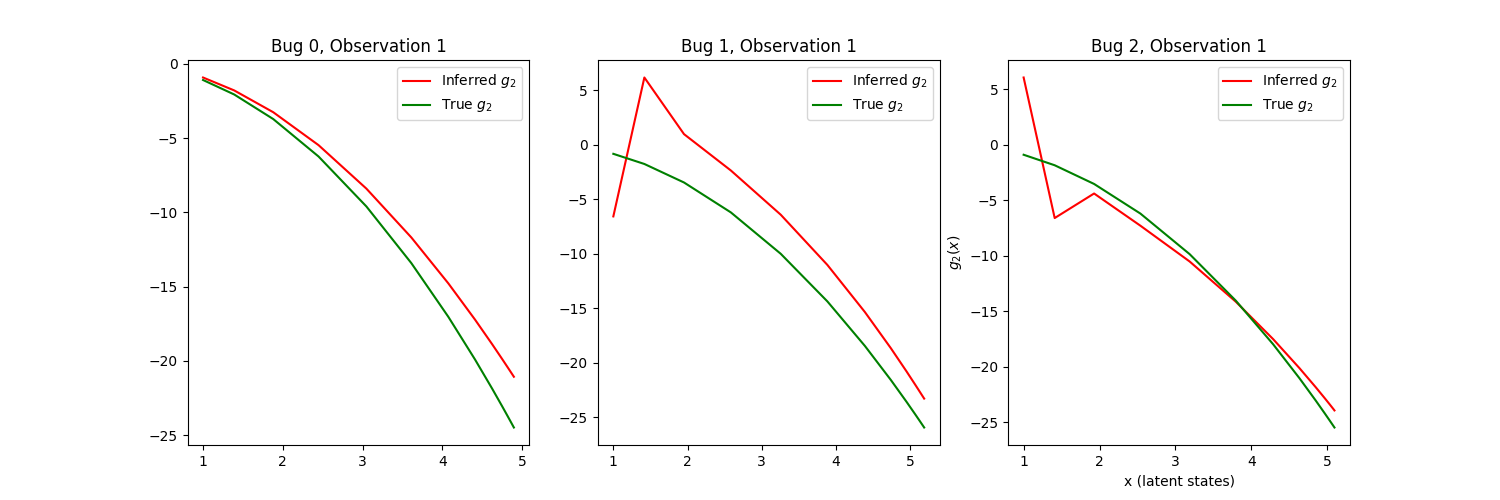 Bug 0, Observation 1
Inferred g₂
True g₂
0
−5
−10
−15
−20
−25
1 2 3 4 5
Bug 1, Observation 1
Inferred g₂
True g₂
5
0
−5
−10
−15
−20
−25
1 2 3 4 5
Bug 2, Observation 1
Inferred g₂
True g₂
g₂(x)
5
0
−5
−10
−15
−20
−25
1 2 3 4 5
x (latent states)